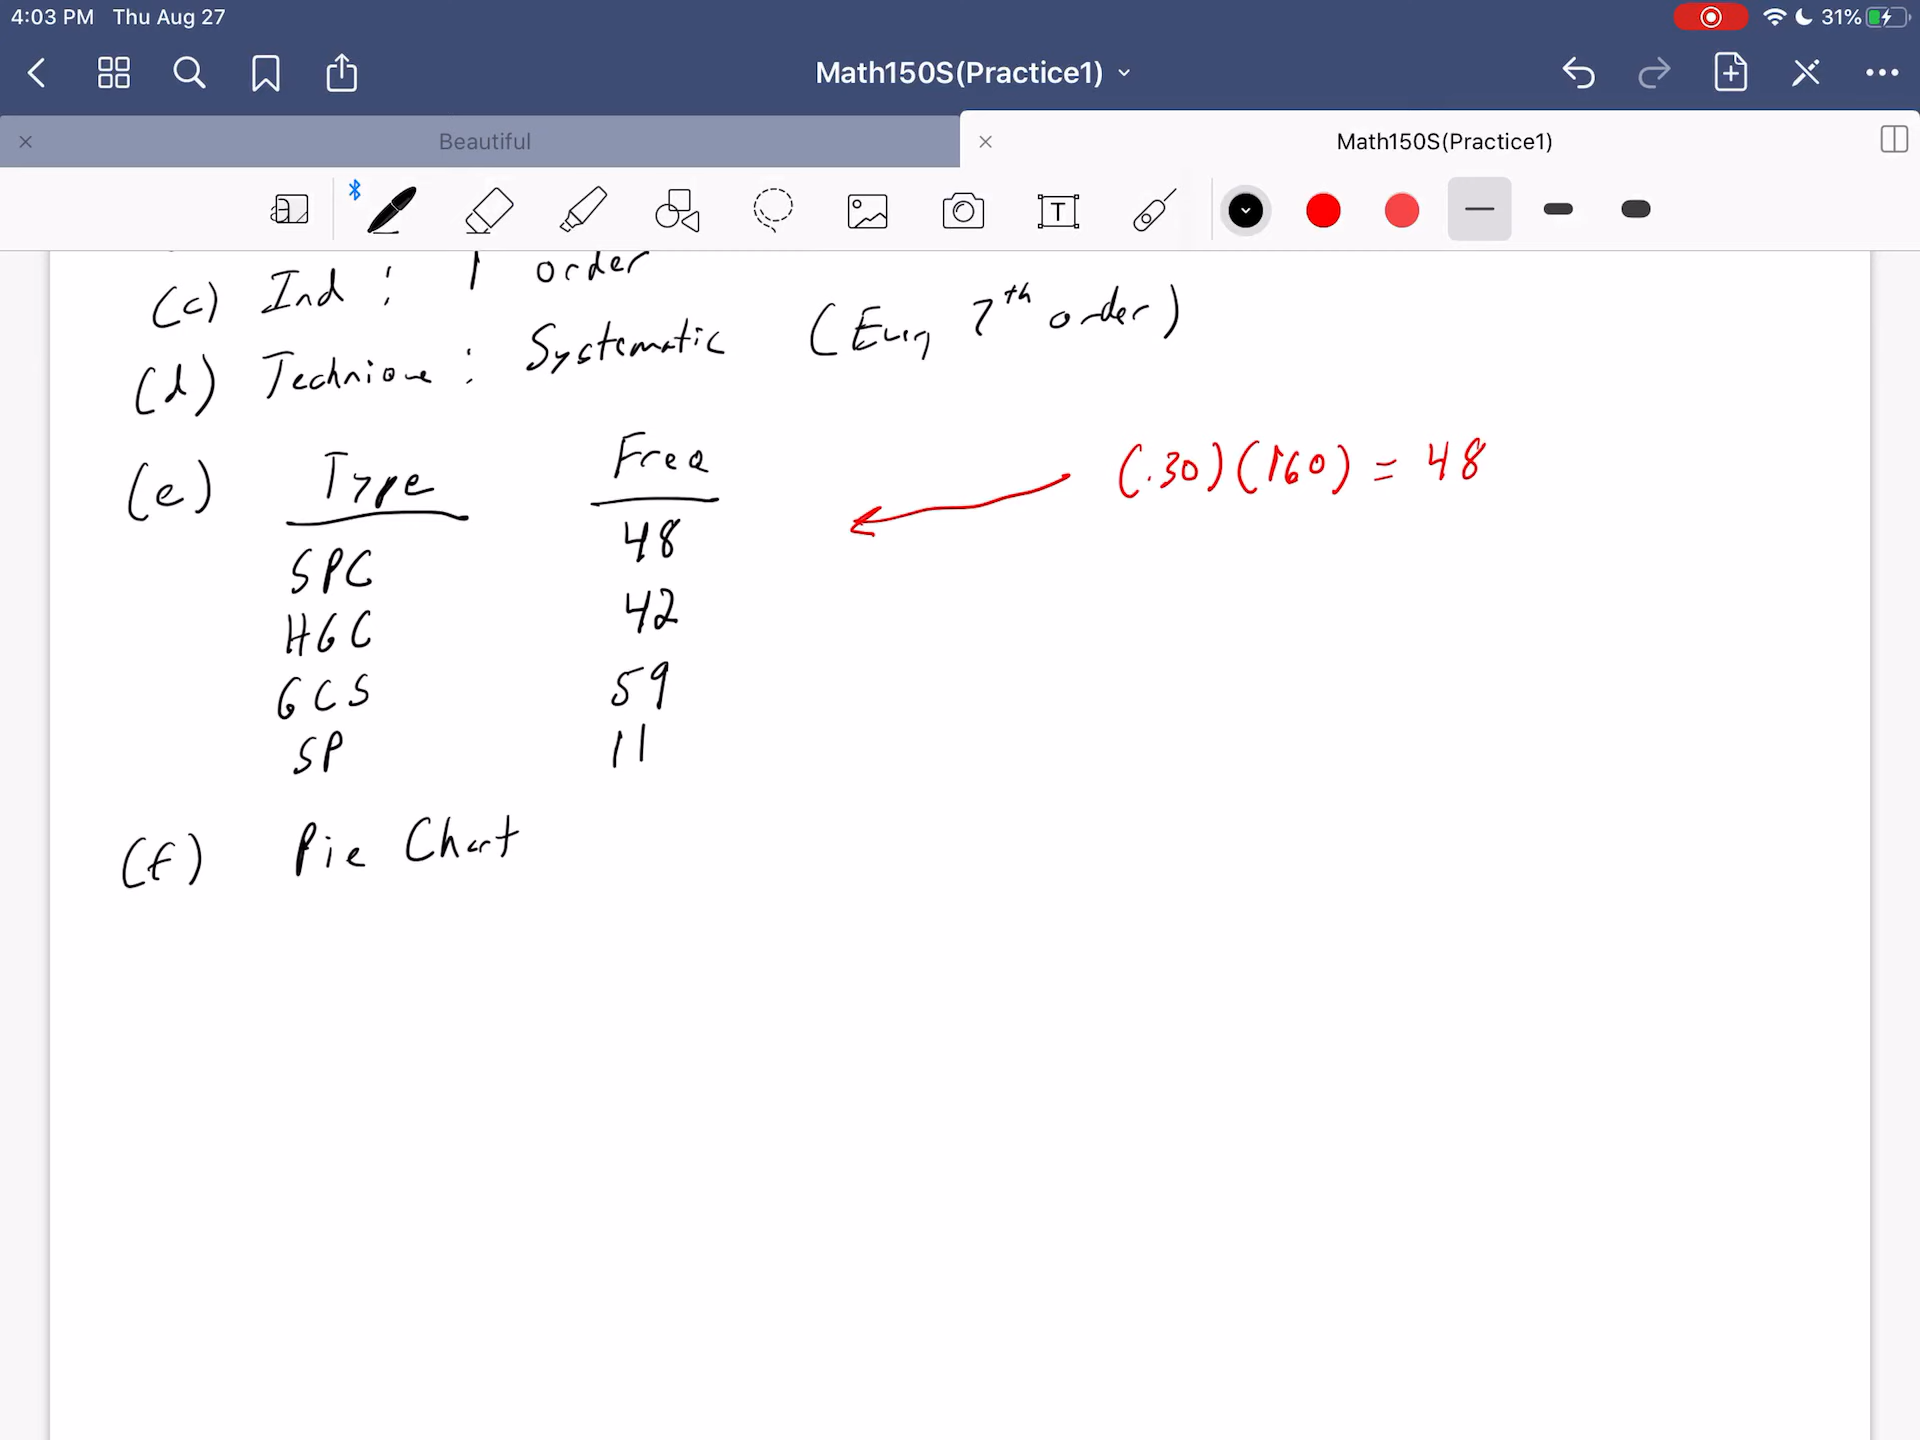 4:03 PM Thu Aug 27
31%
Math150S(Practice1)
Beautiful
Math150S(Practice1)
a
T
(c) Ind : 1 order
(d) Technique : Systematic (Every 7th order)
(e) Type Freq
(.30)(160) = 48
SPC 48
HGC 42
GCS 59
SP 11
(f) Pie Chart